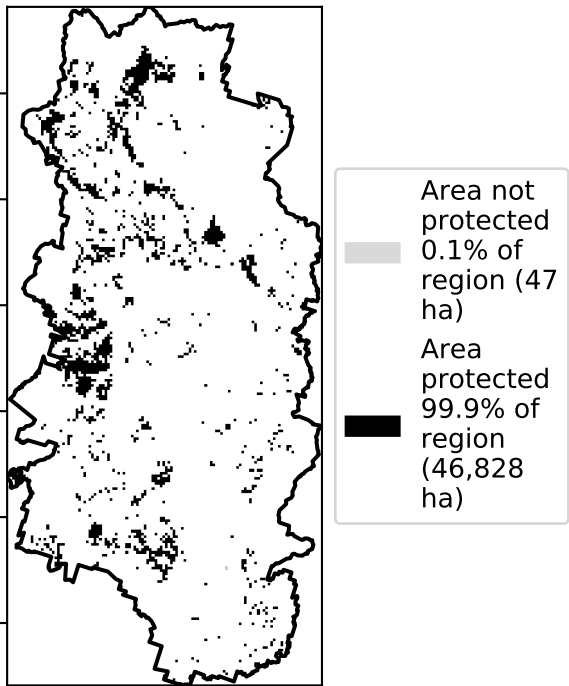 Area not
protected
0.1% of
region (47
ha)
Area
protected
99.9% of
region
(46,828
ha)